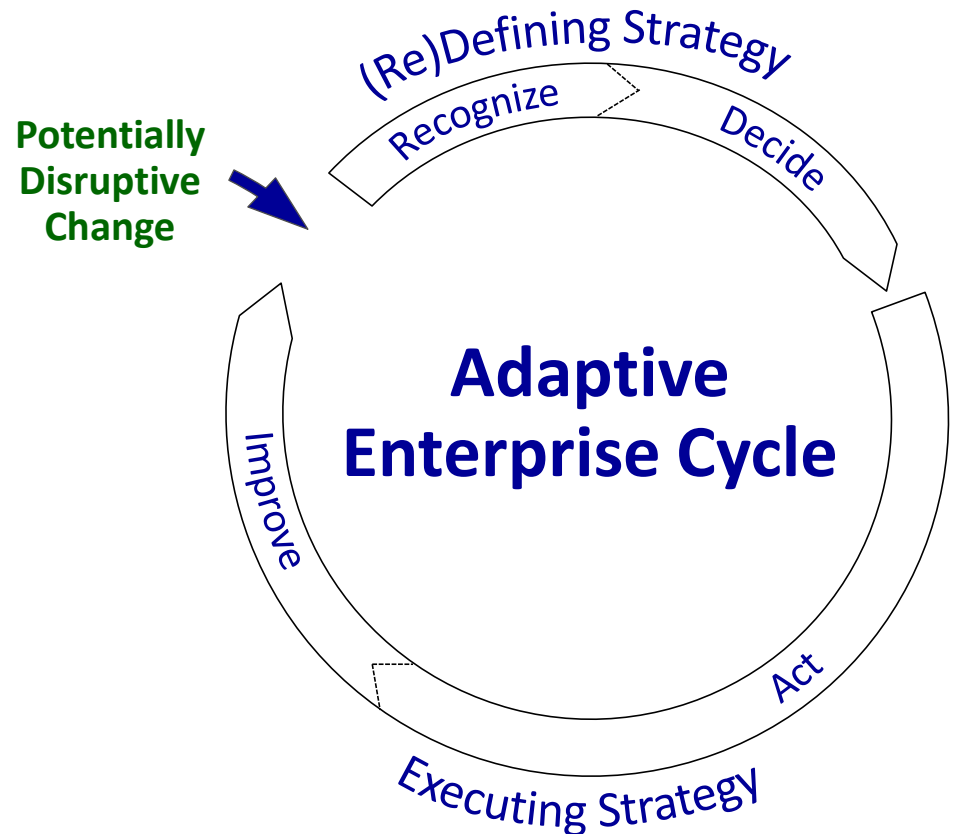 (Re)Defining Strategy
Recognize
Decide
Potentially
Disruptive
Change
Adaptive
Enterprise Cycle
Improve
Act
Executing Strategy